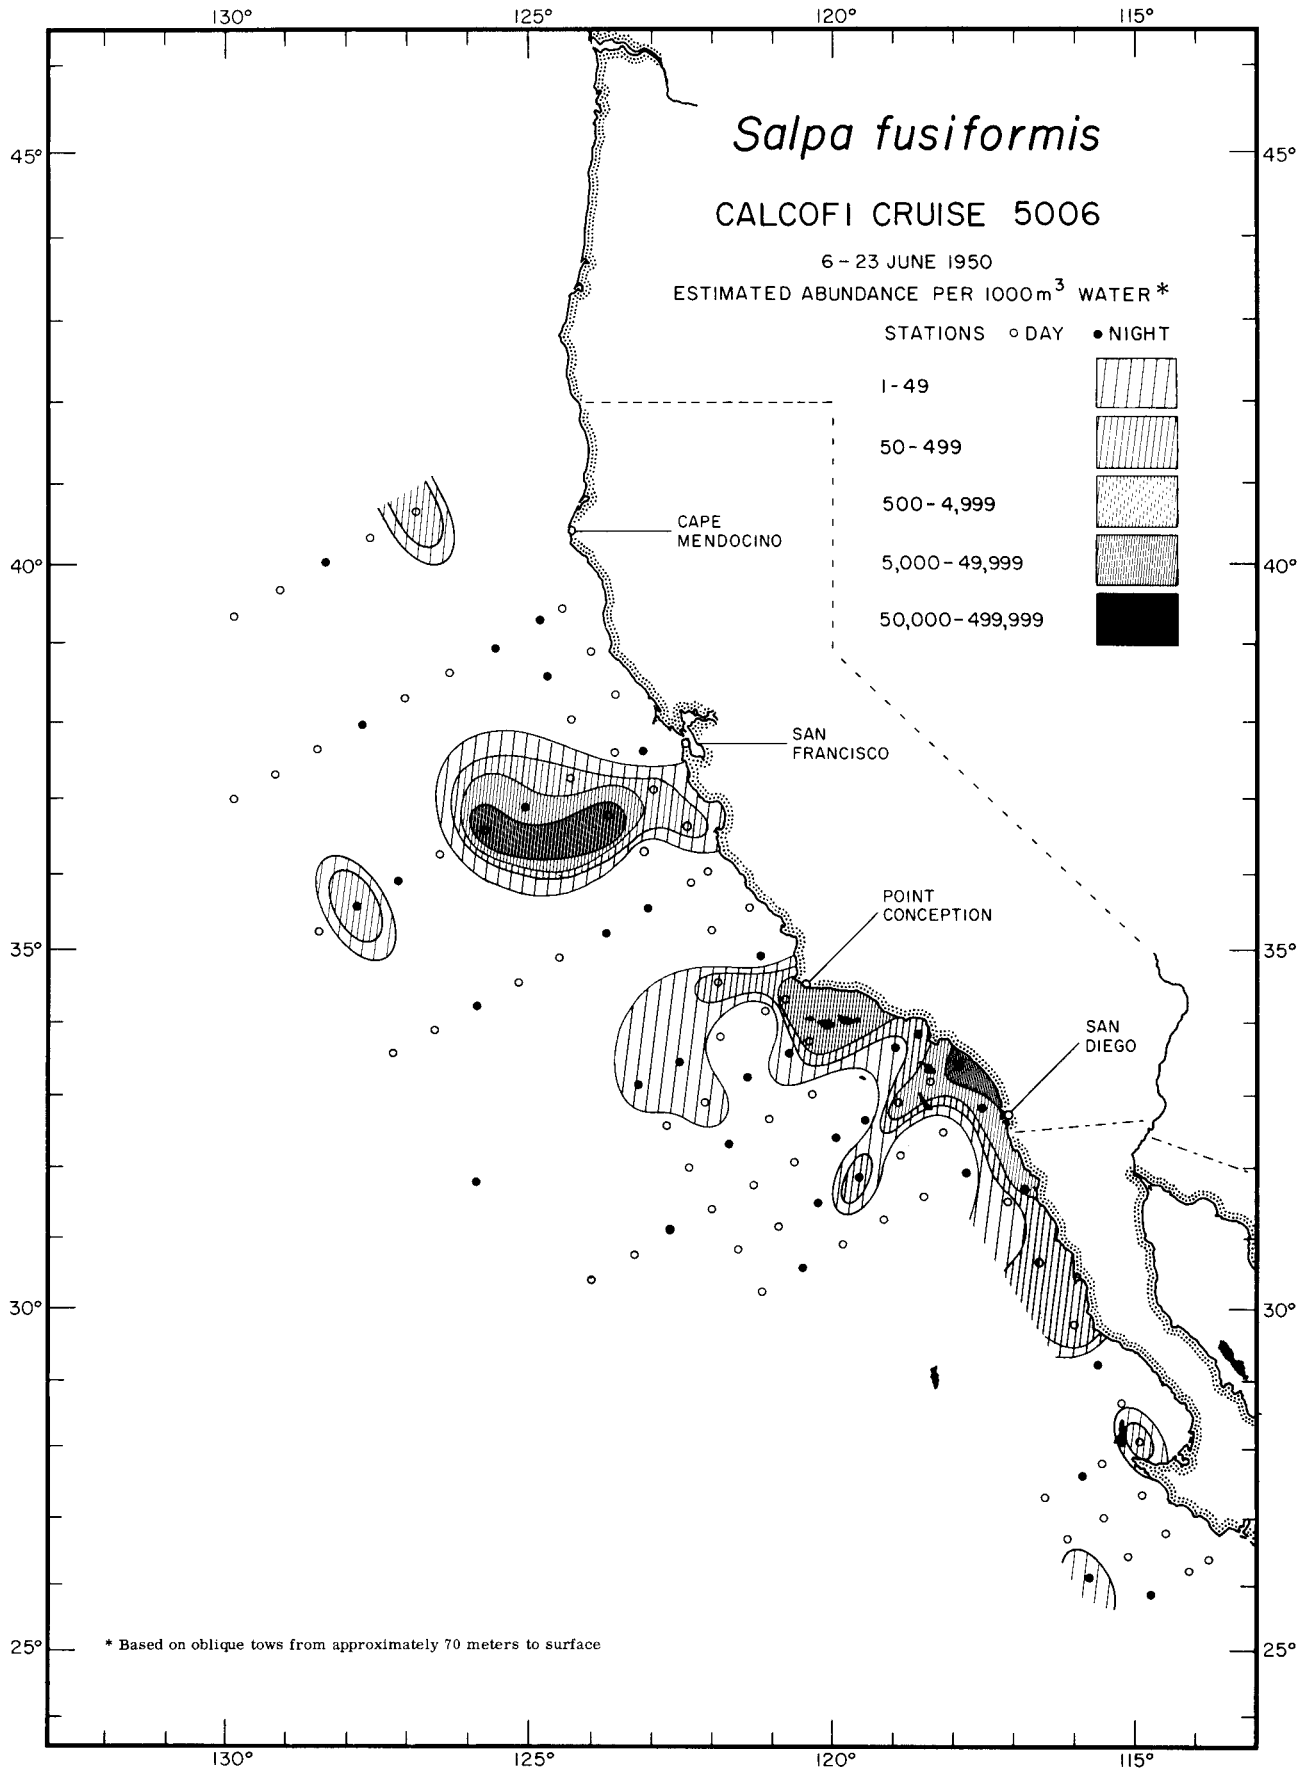 130° 125° 120° 115°
Salpa fusiformis
45° 45°
CALCOFI CRUISE 5006
6-23 JUNE 1950
ESTIMATED ABUNDANCE PER 1000m³ WATER*
STATIONS ○ DAY ● NIGHT
1-49
50-499
500-4,999
CAPE
MENDOCINO
5,000-49,999
40° 40°
50,000-499,999
SAN
FRANCISCO
POINT
CONCEPTION
35° 35°
SAN
DIEGO
30° 30°
* Based on oblique tows from approximately 70 meters to surface
25° 25°
130° 125° 120° 115°